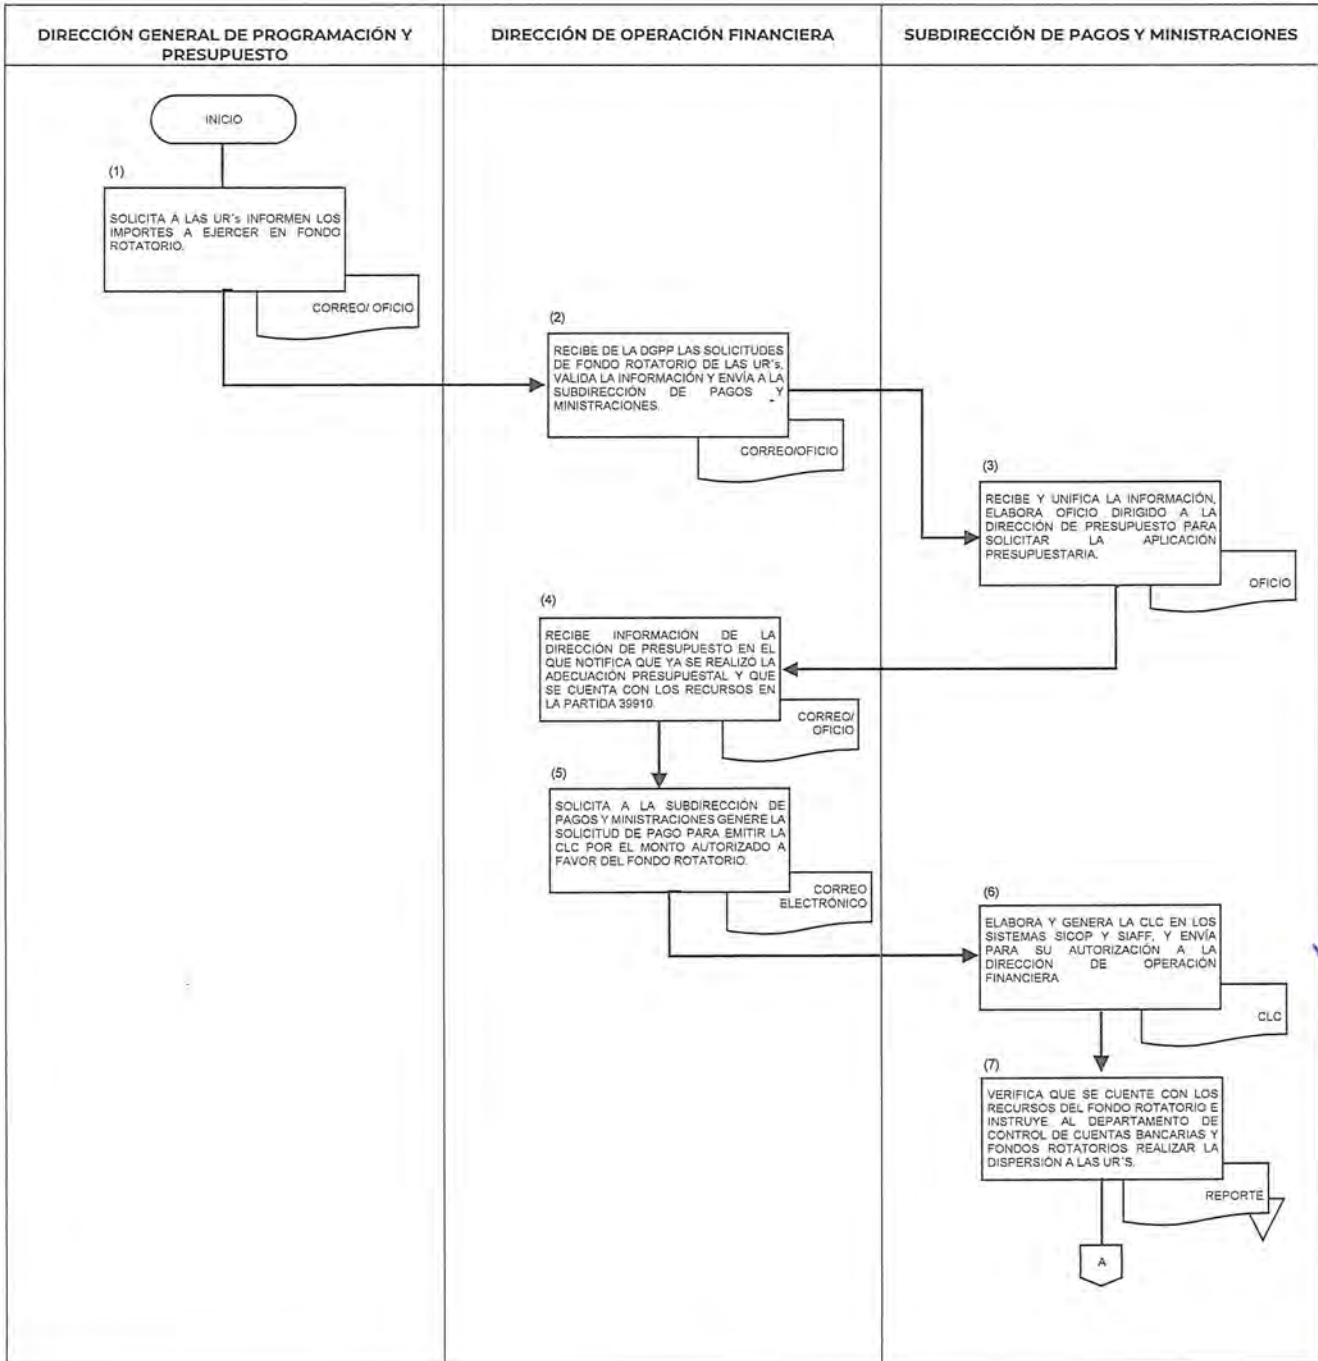 DIRECCIÓN GENERAL DE PROGRAMACIÓN Y
PRESUPUESTO
DIRECCIÓN DE OPERACIÓN FINANCIERA
SUBDIRECCIÓN DE PAGOS Y MINISTRACIONES
INICIO
(1)
SOLICITA A LAS UR's INFORMEN LOS
IMPORTES A EJERCER EN FONDO
ROTATORIO.
CORREO/ OFICIO
(2)
RECIBE DE LA DGPP LAS SOLICITUDES
DE FONDO ROTATORIO DE LAS UR's,
VALIDA LA INFORMACIÓN Y ENVÍA A LA
SUBDIRECCIÓN DE PAGOS Y
MINISTRACIONES.
CORREO/OFICIO
(3)
RECIBE Y UNIFICA LA INFORMACIÓN,
ELABORA OFICIO DIRIGIDO A LA
DIRECCIÓN DE PRESUPUESTO PARA
SOLICITAR LA APLICACIÓN
PRESUPUESTARIA.
OFICIO
(4)
RECIBE INFORMACIÓN DE LA
DIRECCIÓN DE PRESUPUESTO EN EL
QUE NOTIFICA QUE YA SE REALIZÓ LA
ADECUACIÓN PRESUPUESTAL Y QUE
SE CUENTA CON LOS RECURSOS EN
LA PARTIDA 39910.
CORREO/
OFICIO
(5)
SOLICITA A LA SUBDIRECCIÓN DE
PAGOS Y MINISTRACIONES GENERE LA
SOLICITUD DE PAGO PARA EMITIR LA
CLC POR EL MONTO AUTORIZADO A
FAVOR DEL FONDO ROTATORIO.
CORREO
ELECTRÓNICO
(6)
ELABORA Y GENERA LA CLC EN LOS
SISTEMAS SICOP Y SIAFF, Y ENVÍA
PARA SU AUTORIZACIÓN A LA
DIRECCIÓN DE OPERACIÓN
FINANCIERA
CLC
(7)
VERIFICA QUE SE CUENTE CON LOS
RECURSOS DEL FONDO ROTATORIO E
INSTRUYE AL DEPARTAMENTO DE
CONTROL DE CUENTAS BANCARIAS Y
FONDOS ROTATORIOS REALIZAR LA
DISPERSIÓN A LAS UR'S.
REPORTE
A